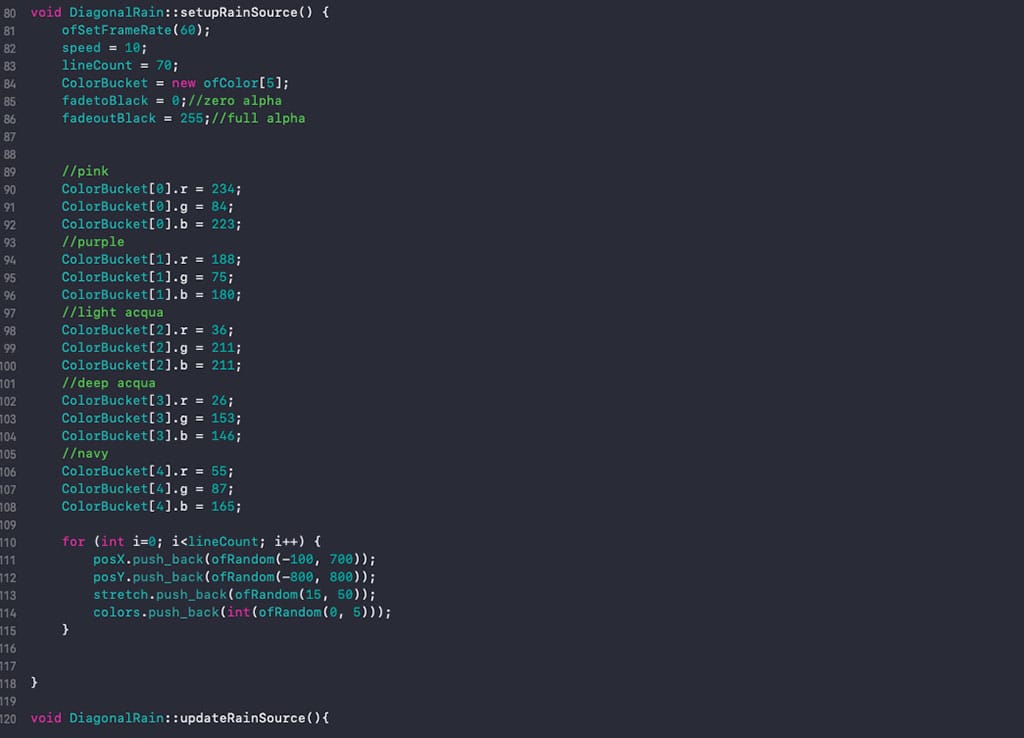 80 void DiagonalRain::setupRainSource() {
81     ofSetFrameRate(60);
82     speed = 10;
83     lineCount = 70;
84     ColorBucket = new ofColor[5];
85     fadetoBlack = 0;//zero alpha
86     fadeoutBlack = 255;//full alpha
87
88
89     //pink
90     ColorBucket[0].r = 234;
91     ColorBucket[0].g = 84;
92     ColorBucket[0].b = 223;
93     //purple
94     ColorBucket[1].r = 188;
95     ColorBucket[1].g = 75;
96     ColorBucket[1].b = 180;
97     //light acqua
98     ColorBucket[2].r = 36;
99     ColorBucket[2].g = 211;
100     ColorBucket[2].b = 211;
101     //deep acqua
102     ColorBucket[3].r = 26;
103     ColorBucket[3].g = 153;
104     ColorBucket[3].b = 146;
105     //navy
106     ColorBucket[4].r = 55;
107     ColorBucket[4].g = 87;
108     ColorBucket[4].b = 165;
109
110     for (int i=0; i<lineCount; i++) {
111         posX.push_back(ofRandom(-100, 700));
112         posY.push_back(ofRandom(-800, 800));
113         stretch.push_back(ofRandom(15, 50));
114         colors.push_back(int(ofRandom(0, 5)));
115     }
116
117
118 }
119
120 void DiagonalRain::updateRainSource(){